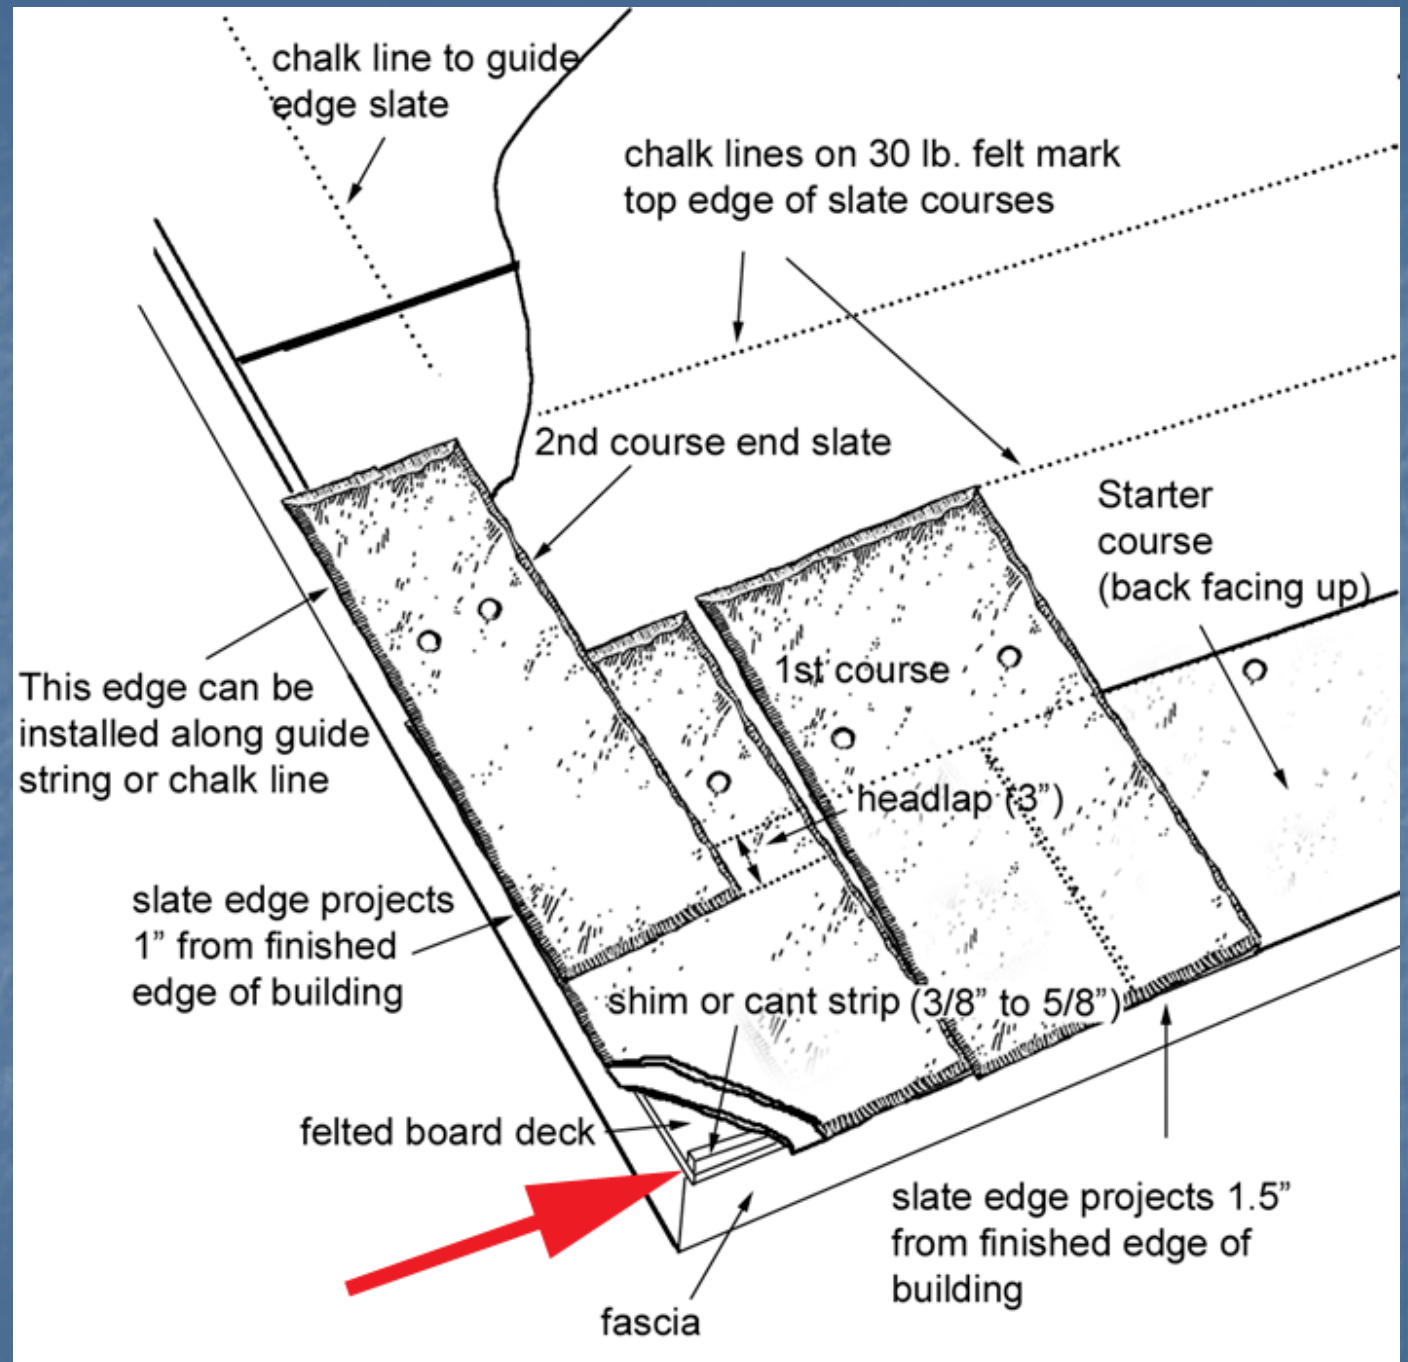 chalk line to guide
edge slate
chalk lines on 30 lb. felt mark
top edge of slate courses
2nd course end slate
Starter
course
(back facing up)
1st course
This edge can be
installed along guide
string or chalk line
headlap (3”)
slate edge projects
1” from finished
edge of building
shim or cant strip (3/8” to 5/8”)
felted board deck
slate edge projects 1.5”
from finished edge of
building
fascia